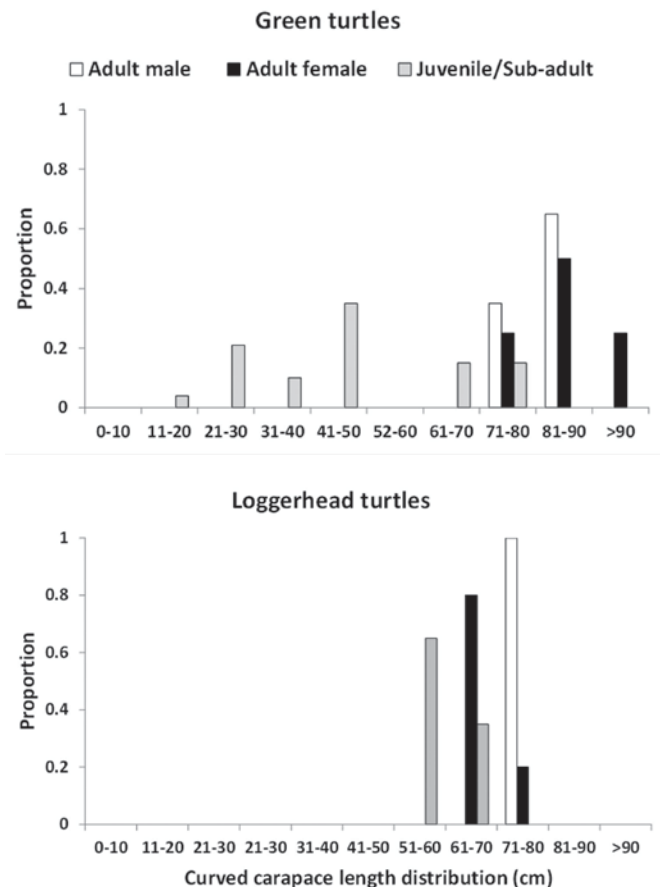 Green turtles
Adult male Adult female Juvenile/Sub-adult
1
0.8
0.6
0.4
0.2
0
Proportion
0-10 11-20 21-30 31-40 41-50 52-60 61-70 71-80 81-90 >90
Loggerhead turtles
1
0.8
0.6
0.4
0.2
0
Proportion
0-10 11-20 21-30 21-30 31-40 41-50 51-60 61-70 71-80 81-90 >90
Curved carapace length distribution (cm)